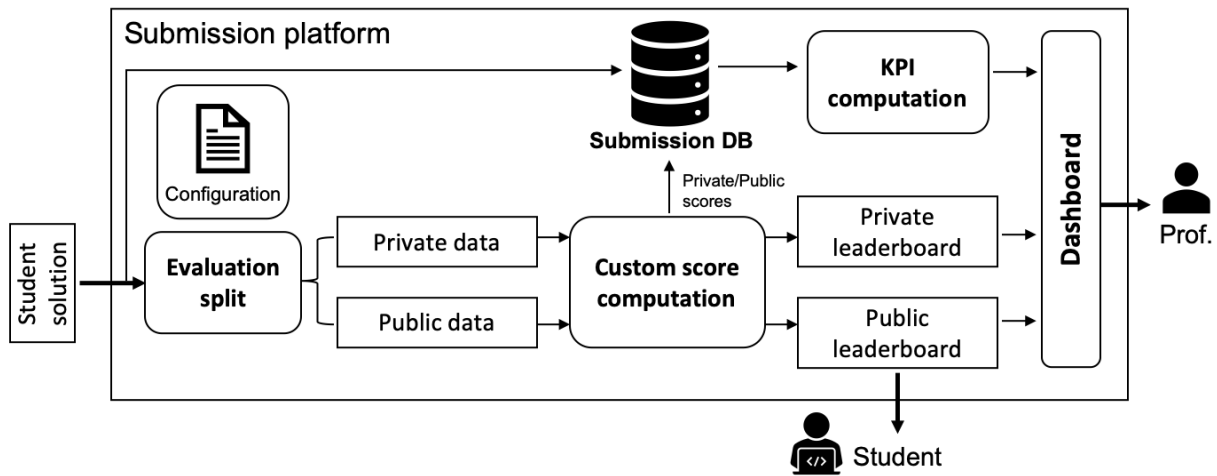 Submission platform
KPI
computation
Submission DB
Configuration
Private/Public
scores
Student
solution
Evaluation
split
Private data
Public data
Custom score
computation
Private
leaderboard
Public
leaderboard
Dashboard
Prof.
</>
Student